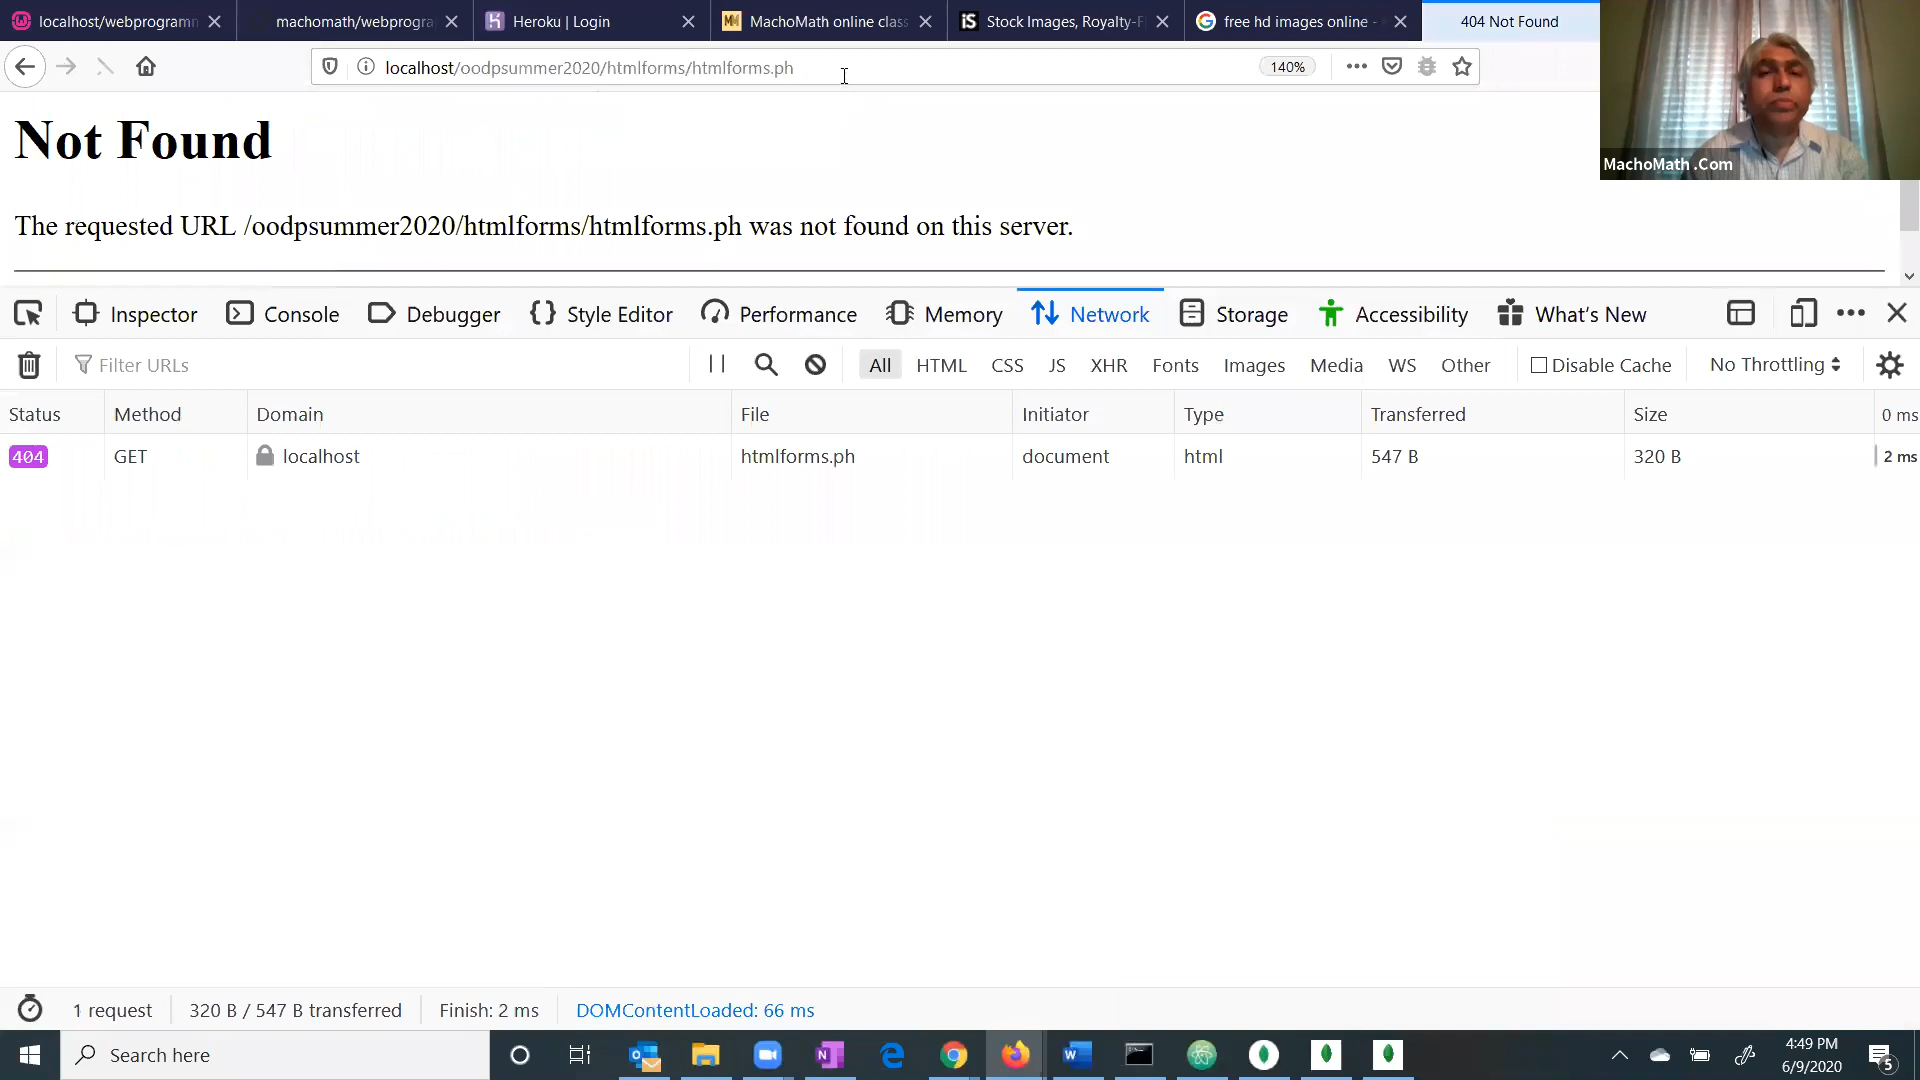 localhost/webprogramm
machomath/webprogra
Heroku | Login
MachoMath online class
iS Stock Images, Royalty-F
free hd images online -
404 Not Found
localhost/oodpsummer2020/htmlforms/htmlforms.ph
140%
MachoMath .Com
Not Found
The requested URL /oodpsummer2020/htmlforms/htmlforms.ph was not found on this server.
Inspector Console Debugger Style Editor Performance Memory Network Storage Accessibility What's New
Filter URLs All HTML CSS JS XHR Fonts Images Media WS Other Disable Cache No Throttling
Status Method Domain File Initiator Type Transferred Size 0 ms
404 GET localhost htmlforms.ph document html 547 B 320 B 2 ms
1 request 320 B / 547 B transferred Finish: 2 ms DOMContentLoaded: 66 ms
Search here
4:49 PM
6/9/2020
5